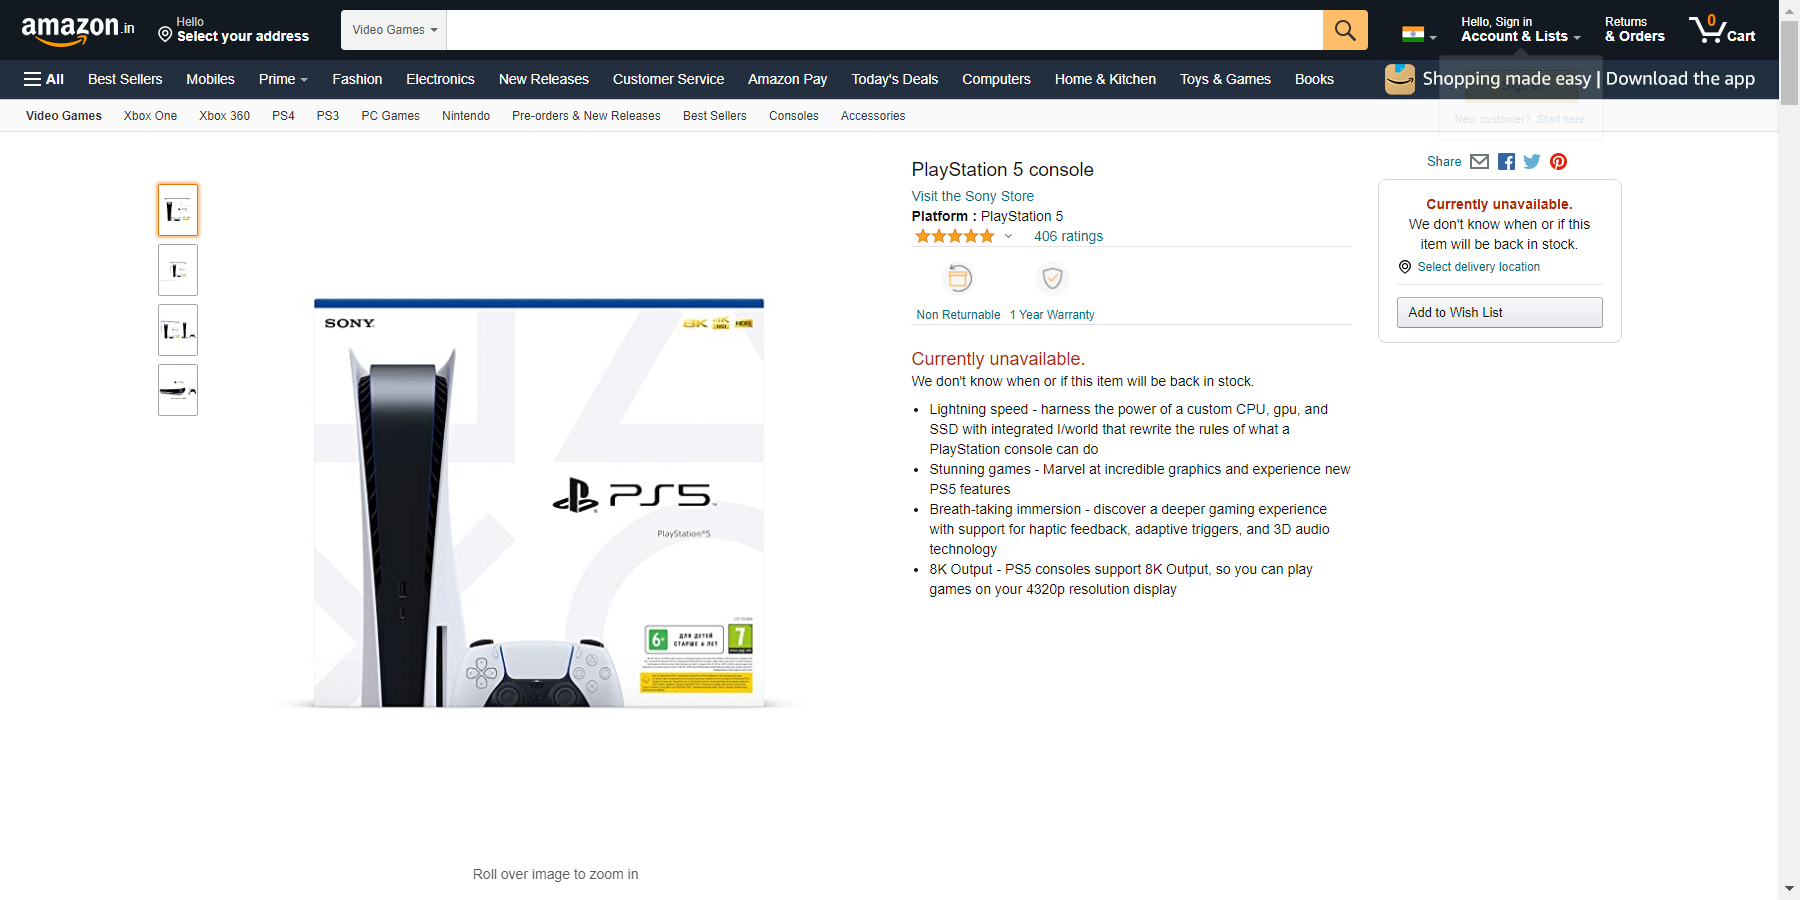 amazon.in
Hello
Select your address
Video Games
Hello, Sign in
Account & Lists
Returns
& Orders
0
Cart
All
Best Sellers
Mobiles
Prime
Fashion
Electronics
New Releases
Customer Service
Amazon Pay
Today's Deals
Computers
Home & Kitchen
Toys & Games
Books
Shopping made easy | Download the app
New customer? Start here.
Video Games
Xbox One
Xbox 360
PS4
PS3
PC Games
Nintendo
Pre-orders & New Releases
Best Sellers
Consoles
Accessories
SONY
8K
4K
HDR
PS5
PlayStation®5
6+
ДЛЯ ДЕТЕЙ
СТАРШЕ 6 ЛЕТ
7
Roll over image to zoom in
PlayStation 5 console
Visit the Sony Store
Platform : PlayStation 5
406 ratings
Non Returnable
1 Year Warranty
Currently unavailable.
We don't know when or if this item will be back in stock.
• Lightning speed - harness the power of a custom CPU, gpu, and
SSD with integrated I/world that rewrite the rules of what a
PlayStation console can do
• Stunning games - Marvel at incredible graphics and experience new
PS5 features
• Breath-taking immersion - discover a deeper gaming experience
with support for haptic feedback, adaptive triggers, and 3D audio
technology
• 8K Output - PS5 consoles support 8K Output, so you can play
games on your 4320p resolution display
Share
Currently unavailable.
We don't know when or if this
item will be back in stock.
Select delivery location
Add to Wish List